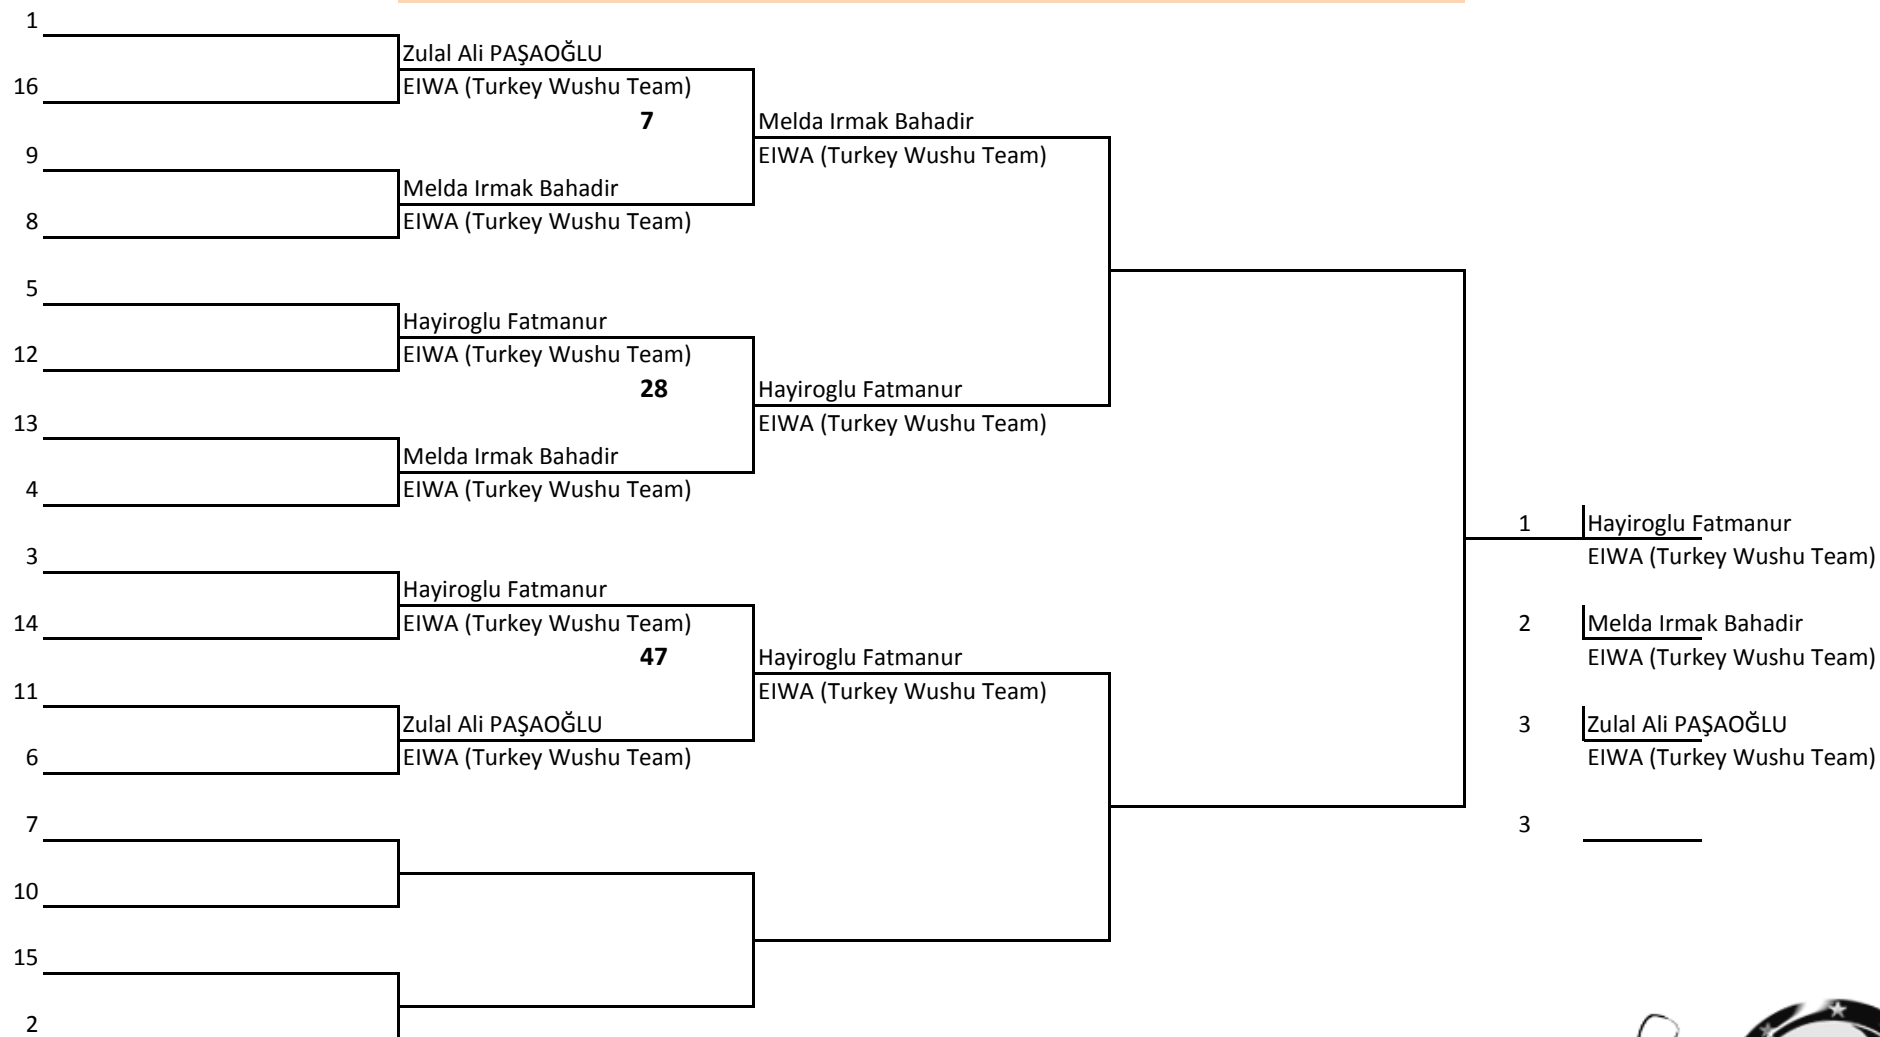 1
Zulal Ali PAŞAOĞLU
16
EIWA (Turkey Wushu Team)
7
Melda Irmak Bahadir
9
EIWA (Turkey Wushu Team)
Melda Irmak Bahadir
8
EIWA (Turkey Wushu Team)
5
Hayiroglu Fatmanur
12
EIWA (Turkey Wushu Team)
28
Hayiroglu Fatmanur
13
EIWA (Turkey Wushu Team)
Melda Irmak Bahadir
4
EIWA (Turkey Wushu Team)
1
Hayiroglu Fatmanur
3
EIWA (Turkey Wushu Team)
Hayiroglu Fatmanur
14
EIWA (Turkey Wushu Team)
2
Melda Irmak Bahadir
47
Hayiroglu Fatmanur
EIWA (Turkey Wushu Team)
11
EIWA (Turkey Wushu Team)
Zulal Ali PAŞAOĞLU
3
Zulal Ali PAŞAOĞLU
6
EIWA (Turkey Wushu Team)
EIWA (Turkey Wushu Team)
7
3
10
15
2